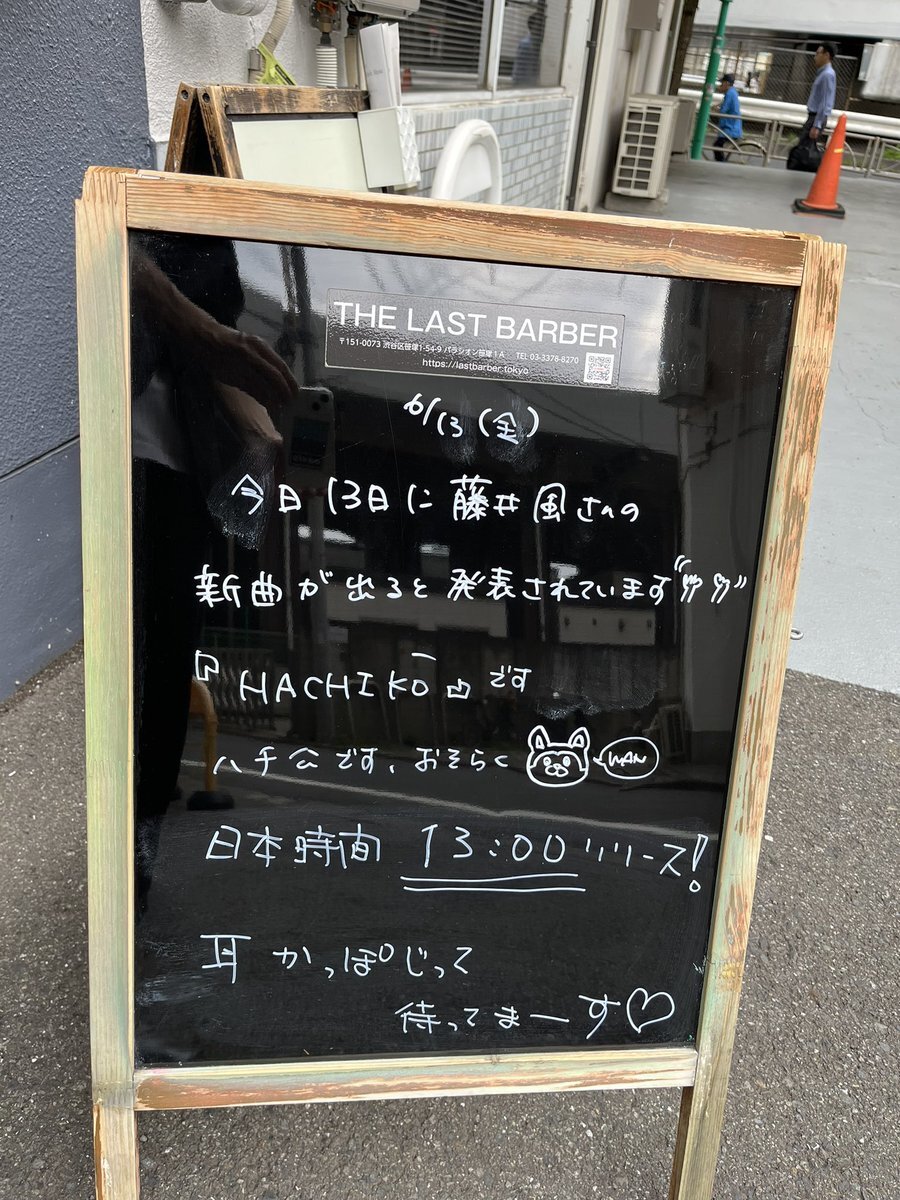 THE LAST BARBER
〒151-0073 渋谷区笹塚1-54-9 パラシオン笹塚1A TEL 03-3378-8270
https://lastbarber.tokyo
6/13(金)
今日13日に藤井風さんの
新曲が出ると発表されています
『HACHIKŌ』です
ハチ公です、おそらく WAN
日本時間 13:00リリース!
耳かっぽじって
待ってまーす♡